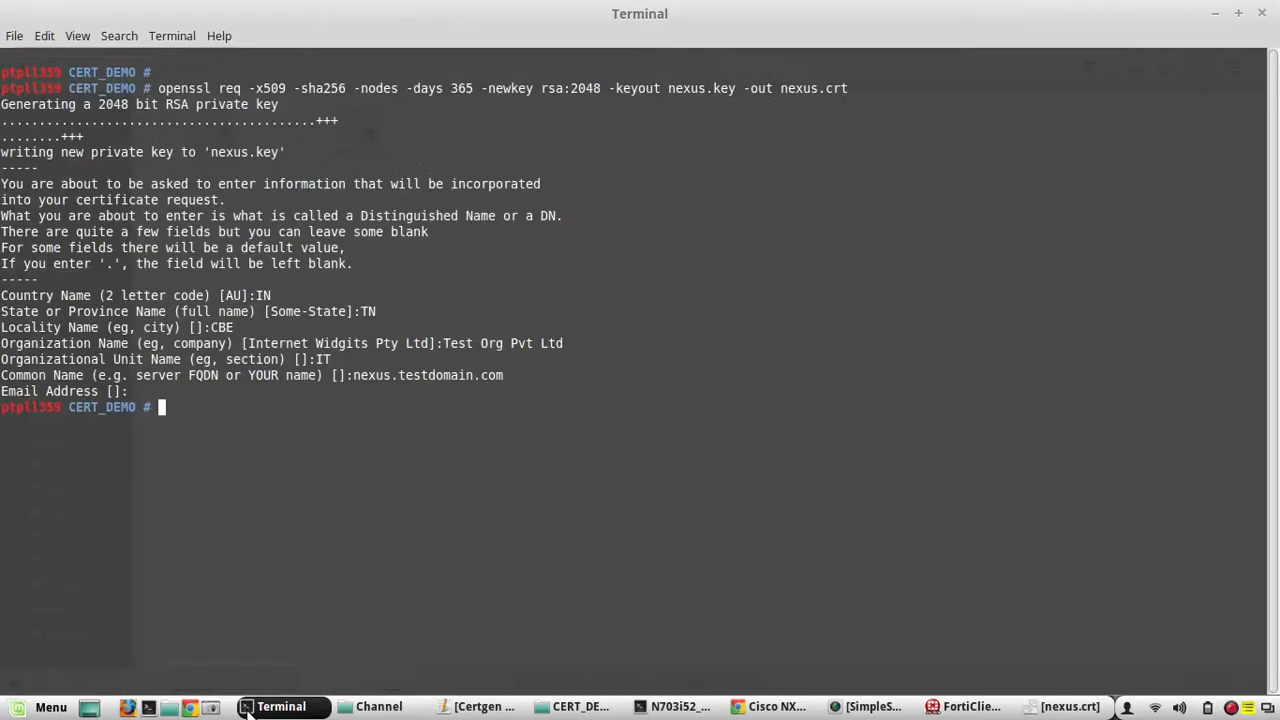 Terminal
File Edit View Search Terminal Help
ptpll359 CERT_DEMO #
ptpll359 CERT_DEMO # openssl req -x509 -sha256 -nodes -days 365 -newkey rsa:2048 -keyout nexus.key -out nexus.crt
Generating a 2048 bit RSA private key
..........................................+++
........+++
writing new private key to 'nexus.key'
-----
You are about to be asked to enter information that will be incorporated
into your certificate request.
What you are about to enter is what is called a Distinguished Name or a DN.
There are quite a few fields but you can leave some blank
For some fields there will be a default value,
If you enter '.', the field will be left blank.
-----
Country Name (2 letter code) [AU]:IN
State or Province Name (full name) [Some-State]:TN
Locality Name (eg, city) []:CBE
Organization Name (eg, company) [Internet Widgits Pty Ltd]:Test Org Pvt Ltd
Organizational Unit Name (eg, section) []:IT
Common Name (e.g. server FQDN or YOUR name) []:nexus.testdomain.com
Email Address []:
ptpll359 CERT_DEMO #
Menu Terminal Channel [Certgen ... CERT_DE... N703i52_... Cisco NX... [SimpleS... FortiClie... [nexus.crt]